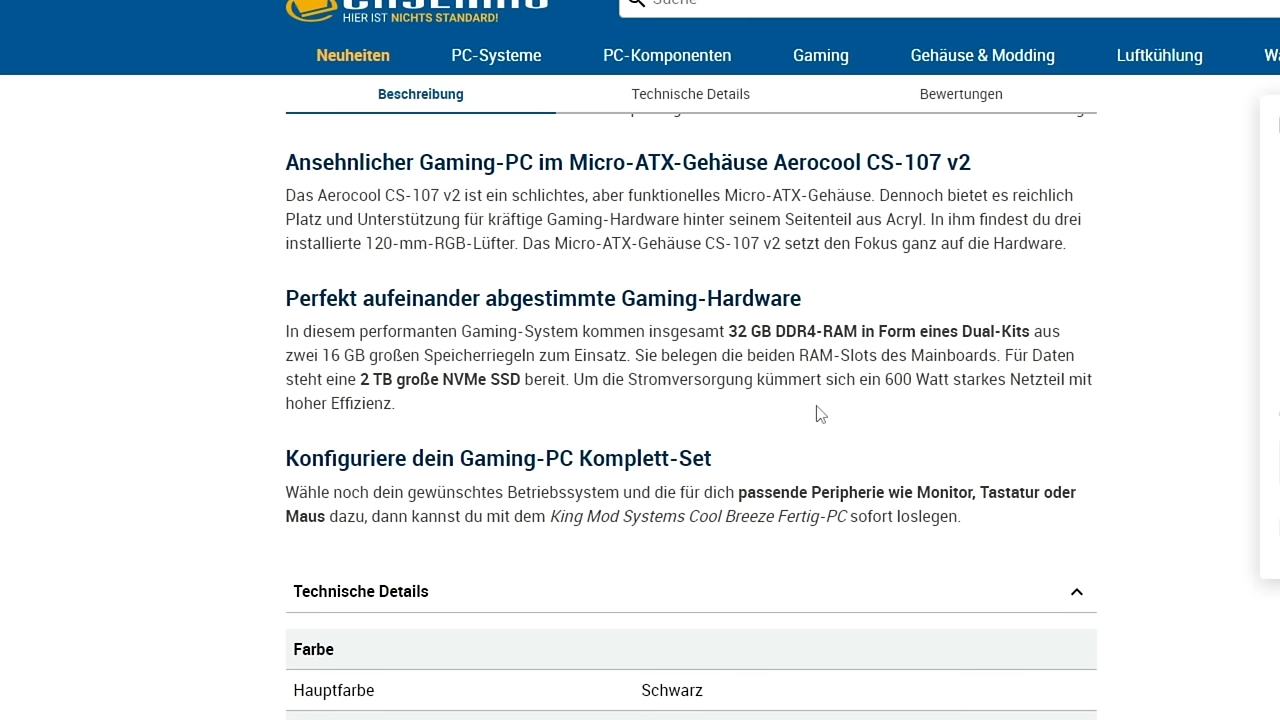 HIER IST NICHTS STANDARD!
Suche
Neuheiten PC-Systeme PC-Komponenten Gaming Gehäuse & Modding Luftkühlung
Beschreibung Technische Details Bewertungen
Ansehnlicher Gaming-PC im Micro-ATX-Gehäuse Aerocool CS-107 v2
Das Aerocool CS-107 v2 ist ein schlichtes, aber funktionelles Micro-ATX-Gehäuse. Dennoch bietet es reichlich
Platz und Unterstützung für kräftige Gaming-Hardware hinter seinem Seitenteil aus Acryl. In ihm findest du drei
installierte 120-mm-RGB-Lüfter. Das Micro-ATX-Gehäuse CS-107 v2 setzt den Fokus ganz auf die Hardware.
Perfekt aufeinander abgestimmte Gaming-Hardware
In diesem performanten Gaming-System kommen insgesamt 32 GB DDR4-RAM in Form eines Dual-Kits aus
zwei 16 GB großen Speicherriegeln zum Einsatz. Sie belegen die beiden RAM-Slots des Mainboards. Für Daten
steht eine 2 TB große NVMe SSD bereit. Um die Stromversorgung kümmert sich ein 600 Watt starkes Netzteil mit
hoher Effizienz.
Konfiguriere dein Gaming-PC Komplett-Set
Wähle noch dein gewünschtes Betriebssystem und die für dich passende Peripherie wie Monitor, Tastatur oder
Maus dazu, dann kannst du mit dem King Mod Systems Cool Breeze Fertig-PC sofort loslegen.
Technische Details
Farbe
Hauptfarbe Schwarz